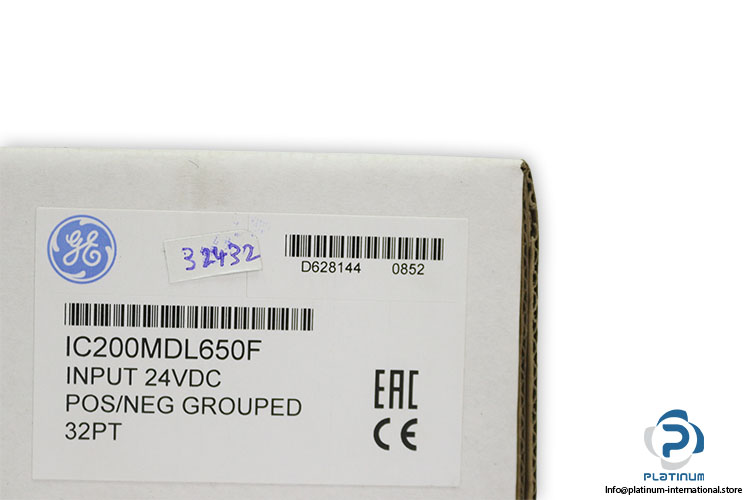 GE
32432
D628144 0852
IC200MDL650F
INPUT 24VDC
POS/NEG GROUPED
32PT
EAC
CE
PLATINUM
Info@platinum-international.store